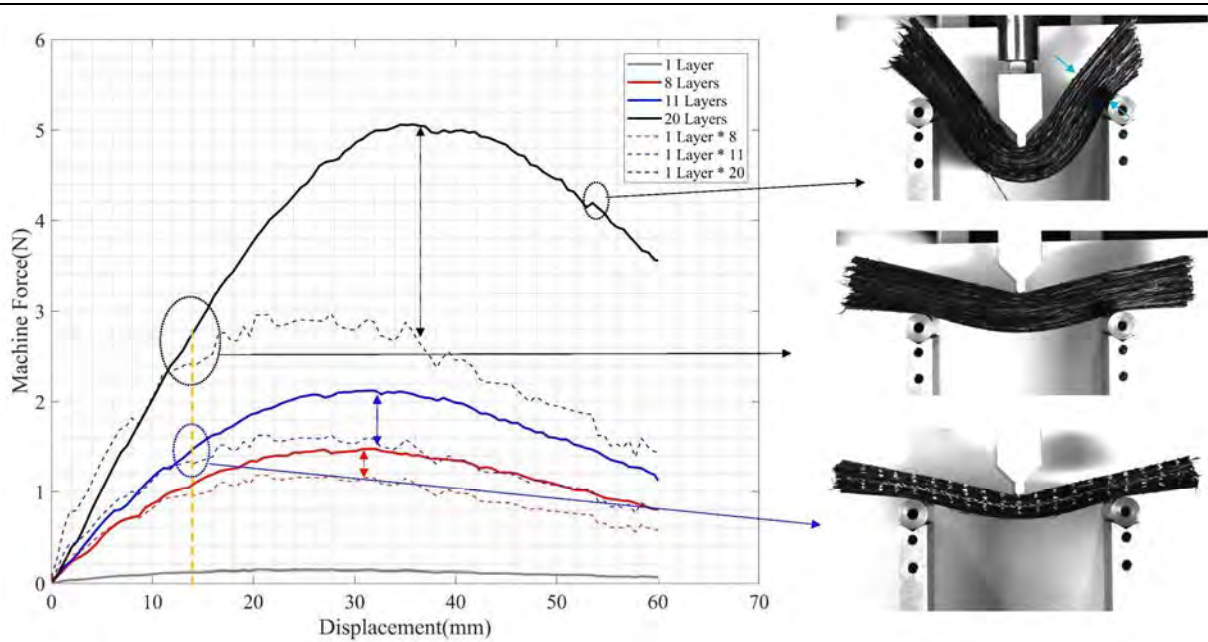 6
5
4
3
2
1
0
Machine Force(N)
0 10 20 30 40 50 60 70
Displacement(mm)
1 Layer
8 Layers
11 Layers
20 Layers
1 Layer * 8
1 Layer * 11
1 Layer * 20